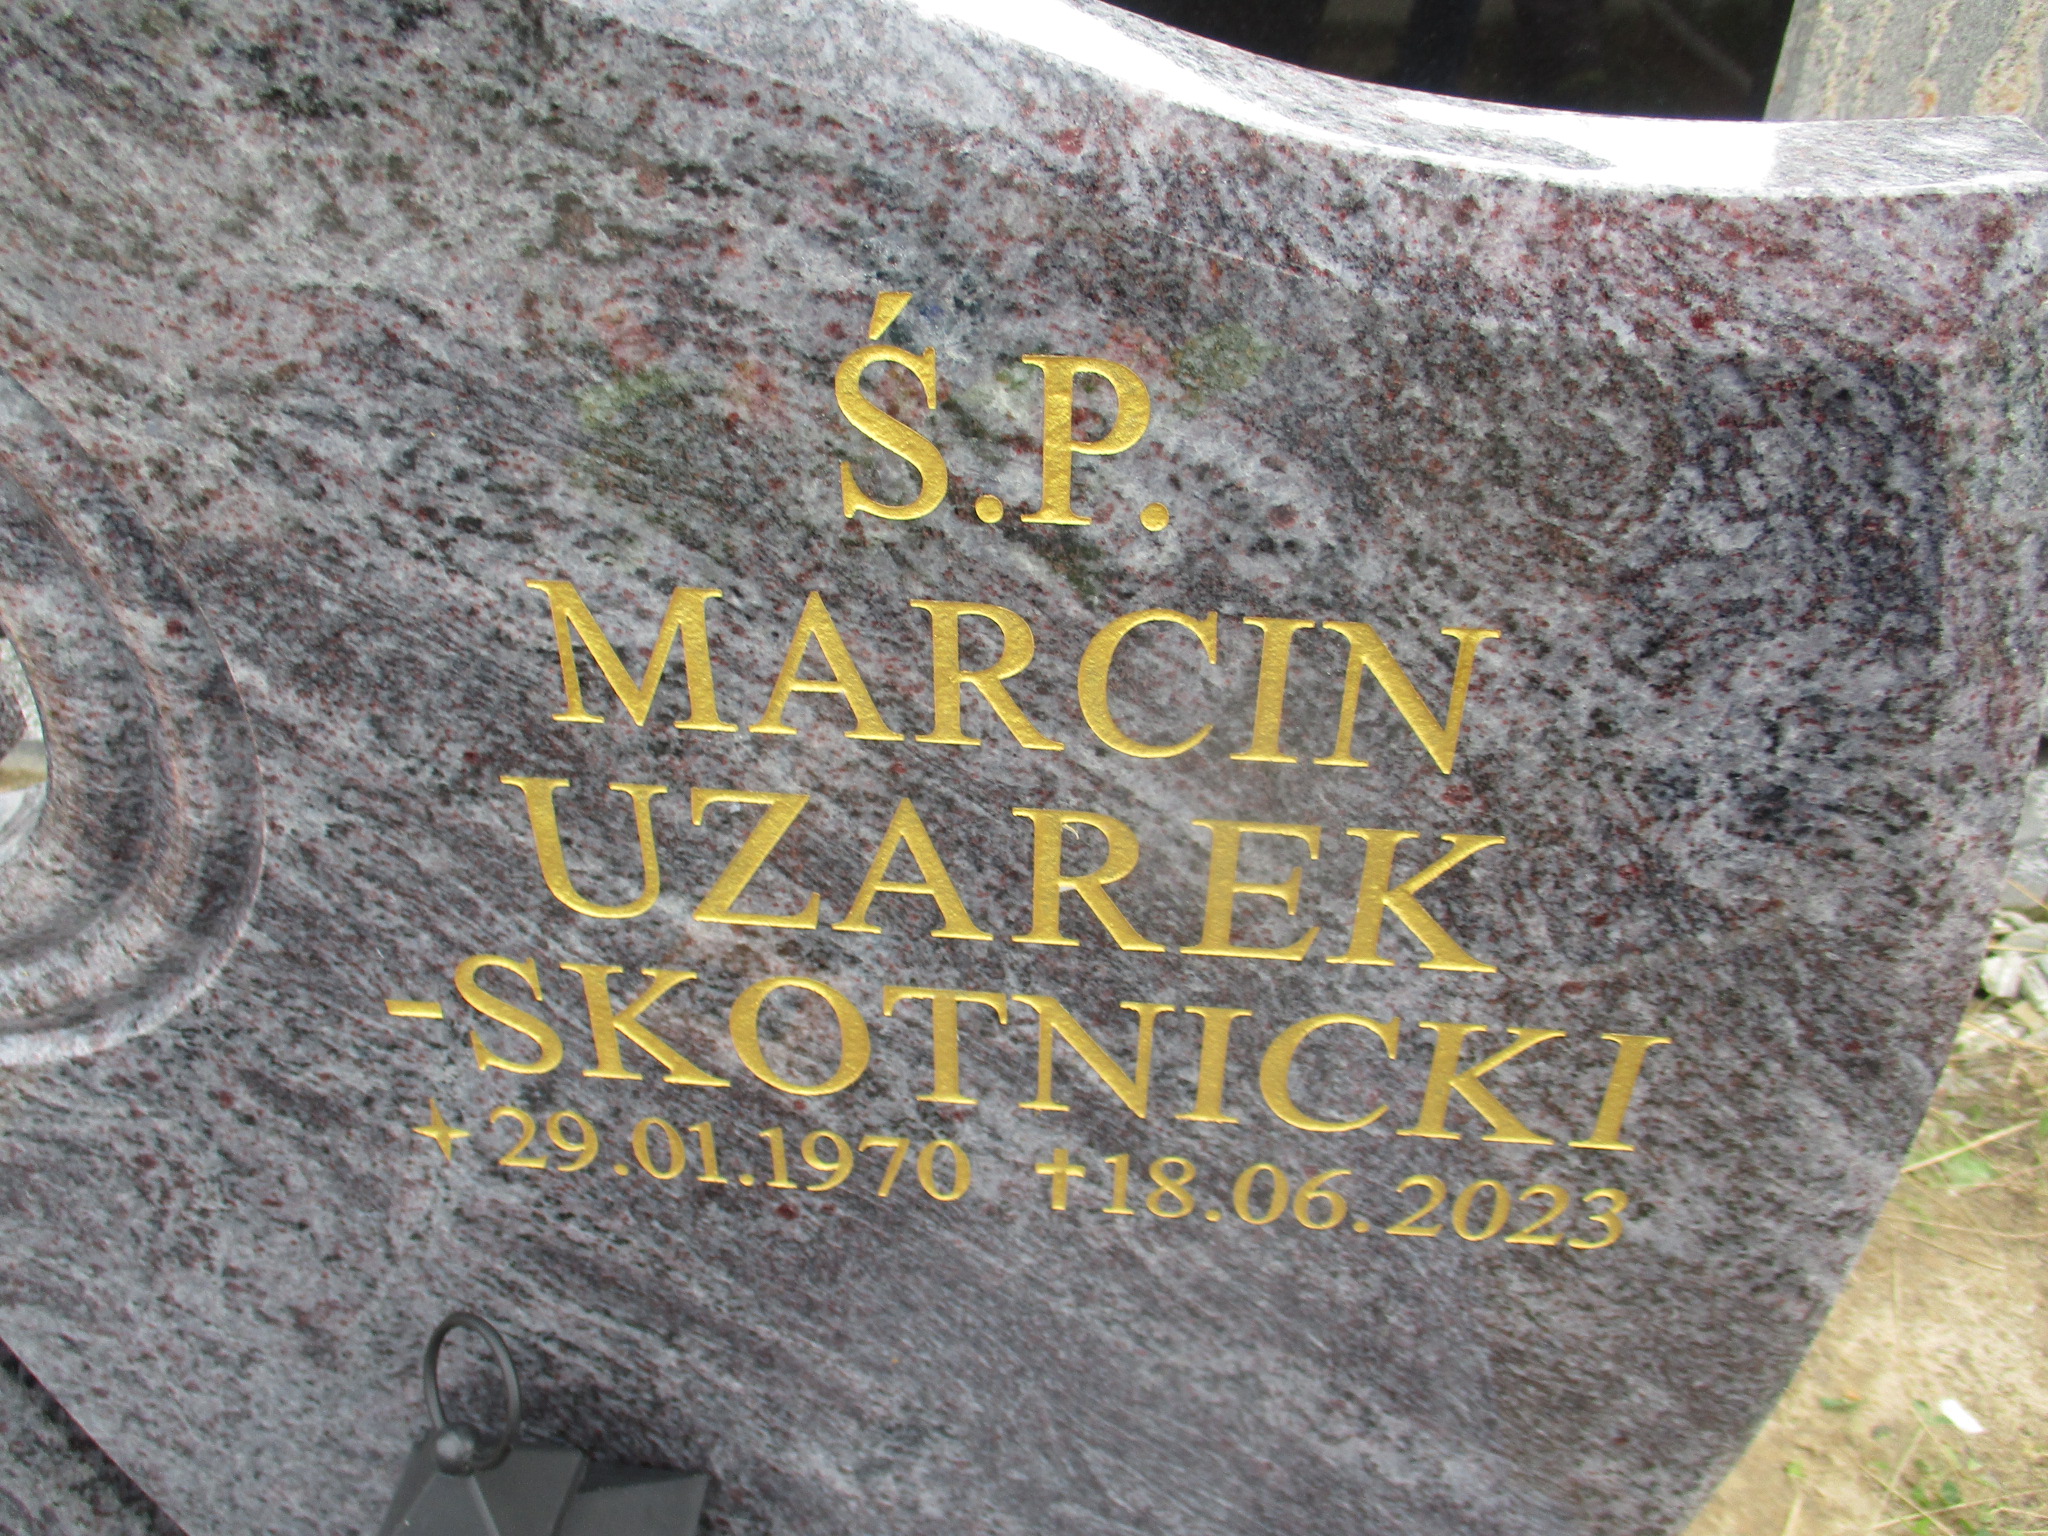 Ś.P.
MARCIN
UZAREK
-SKOTNICKI
✦ 29.01.1970 ✝ 18.06.2023